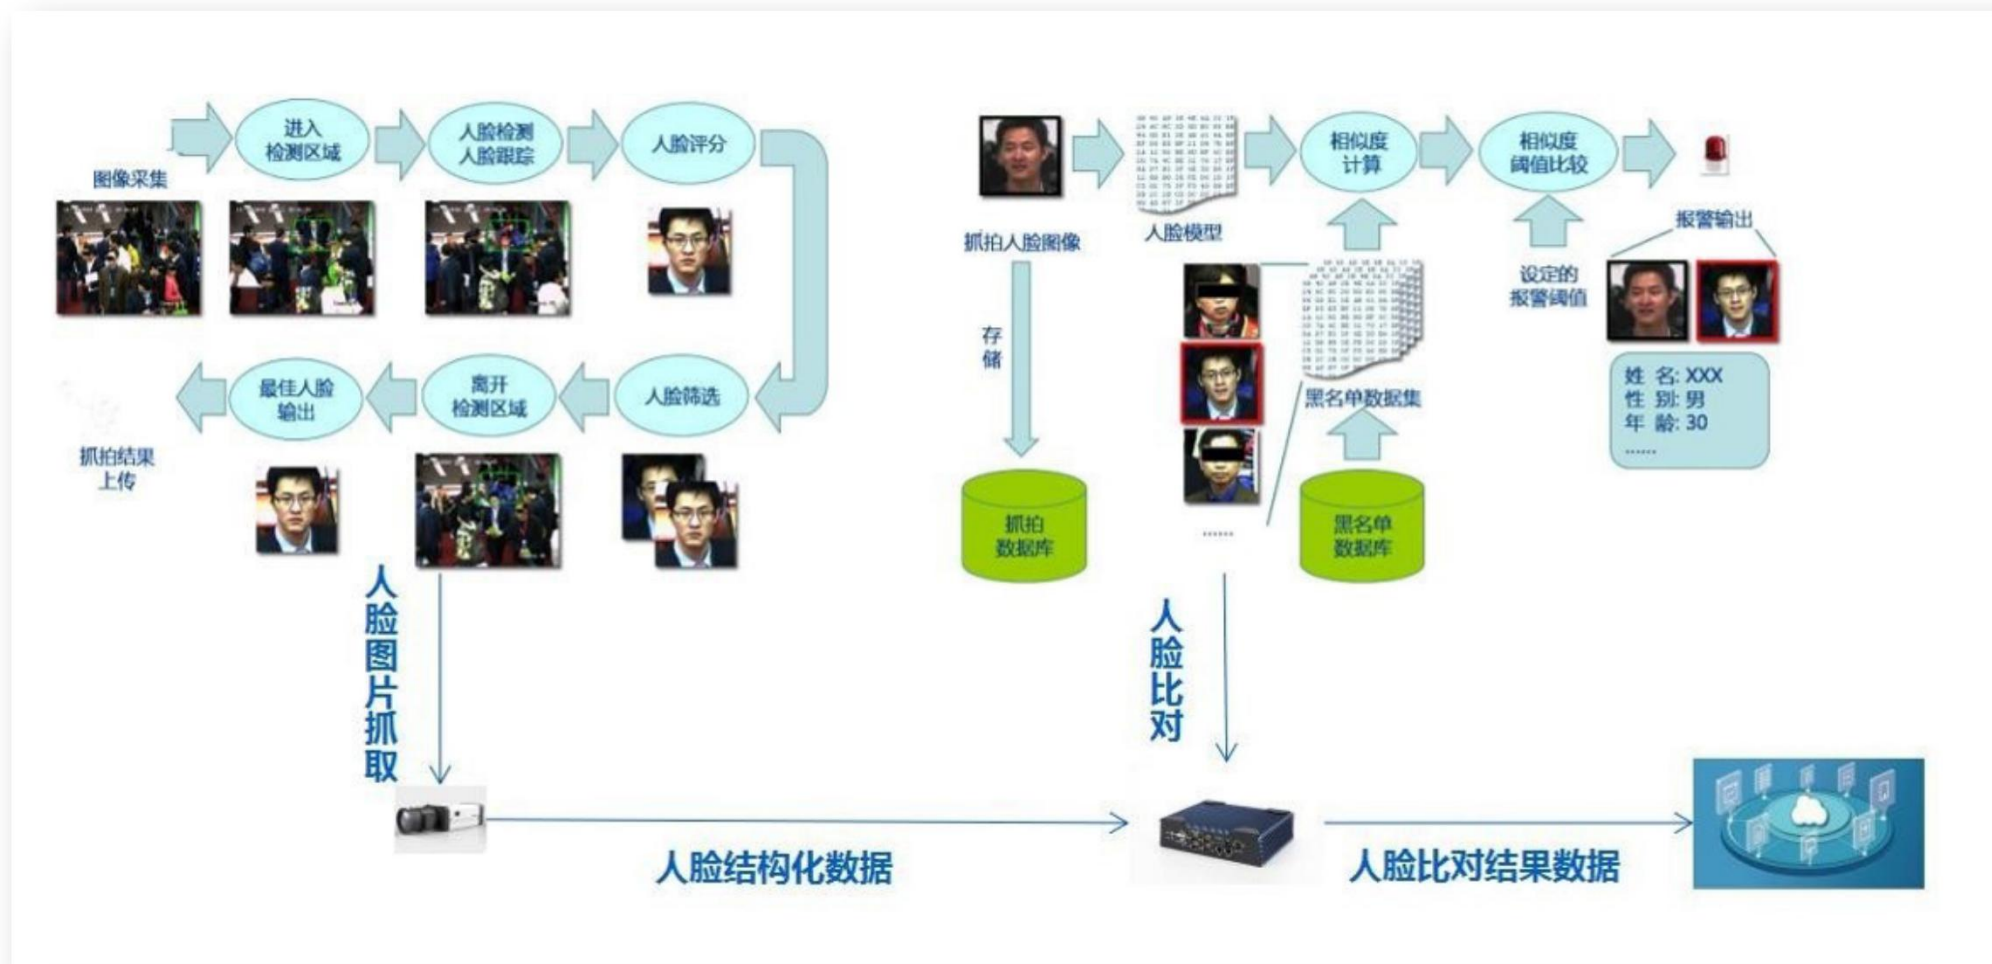 图像采集
进入
检测区域
人脸检测
人脸跟踪
人脸评分
人脸筛选
离开
检测区域
最佳人脸
输出
抓拍结果
上传
人脸图片抓取
抓拍人脸图像
人脸模型
相似度
计算
相似度
阈值比较
报警输出
设定的
报警阈值
存储
黑名单数据集
姓 名: XXX
性 别: 男
年 龄: 30
......
抓拍
数据库
......
黑名单
数据库
人脸比对
人脸结构化数据
人脸比对结果数据